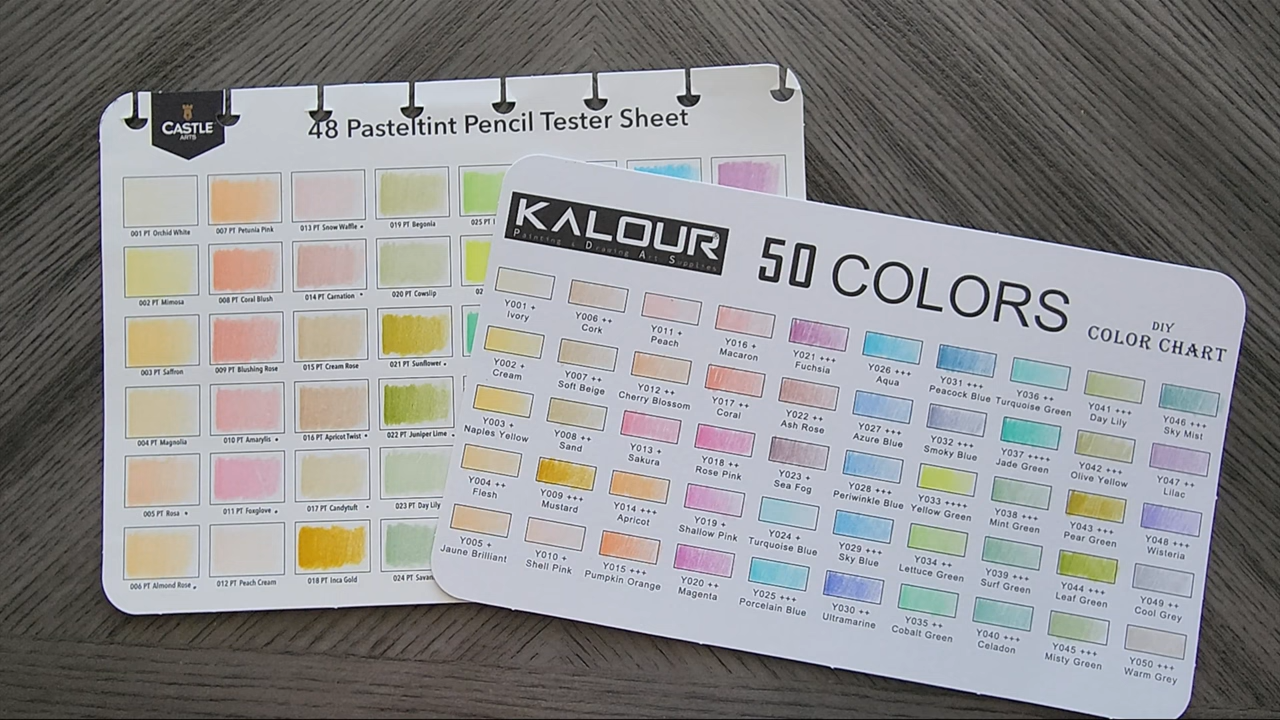 CASTLE
ARTS
48 Pasteltint Pencil Tester Sheet
001 PT Orchid White
007 PT Petunia Pink
013 PT Snow Waffle •
019 PT Begonia
025 PT
002 PT Mimosa
008 PT Coral Blush
014 PT Carnation •
020 PT Cowslip
003 PT Saffron
009 PT Blushing Rose
015 PT Cream Rose
021 PT Sunflower •
004 PT Magnolia
010 PT Amarylis •
016 PT Apricot Twist •
022 PT Juniper Lime •
005 PT Rosa •
011 PT Foxglove •
017 PT Candytuft •
023 PT Day Lily
006 PT Almond Rose •
012 PT Peach Cream
018 PT Inca Gold
024 PT
KALOUR
Painting & Drawing Art Supplies
50 COLORS
DIY
COLOR CHART
Y001 +
Ivory
Y006 ++
Cork
Y011 +
Peach
Y016 +
Macaron
Y021 +++
Fuchsia
Y026 +++
Aqua
Y031 +++
Peacock Blue
Y036 ++
Turquoise Green
Y041 +++
Day Lily
Y046 +++
Sky Mist
Y002 +
Cream
Y007 ++
Soft Beige
Y012 ++
Cherry Blossom
Y017 ++
Coral
Y022 ++
Ash Rose
Y027 ++
Azure Blue
Y032 +++
Smoky Blue
Y037 ++++
Jade Green
Y042 +++
Olive Yellow
Y047 ++
Lilac
Y003 +
Naples Yellow
Y008 ++
Sand
Y013 +
Sakura
Y018 ++
Rose Pink
Y023 +
Sea Fog
Y028 +++
Periwinkle Blue
Y033 ++
Yellow Green
Y038 +++
Mint Green
Y043 +++
Pear Green
Y048 +++
Wisteria
Y004 ++
Flesh
Y009 +++
Mustard
Y014 +++
Apricot
Y019 +
Shallow Pink
Y024 +
Turquoise Blue
Y029 +++
Sky Blue
Y034 ++
Lettuce Green
Y039 +++
Surf Green
Y044 +++
Leaf Green
Y049 ++
Cool Grey
Y005 +
Jaune Brilliant
Y010 +
Shell Pink
Y015 +++
Pumpkin Orange
Y020 ++
Magenta
Y025 +++
Porcelain Blue
Y030 ++
Ultramarine
Y035 ++
Cobalt Green
Y040 +++
Celadon
Y045 +++
Misty Green
Y050 +++
Warm Grey